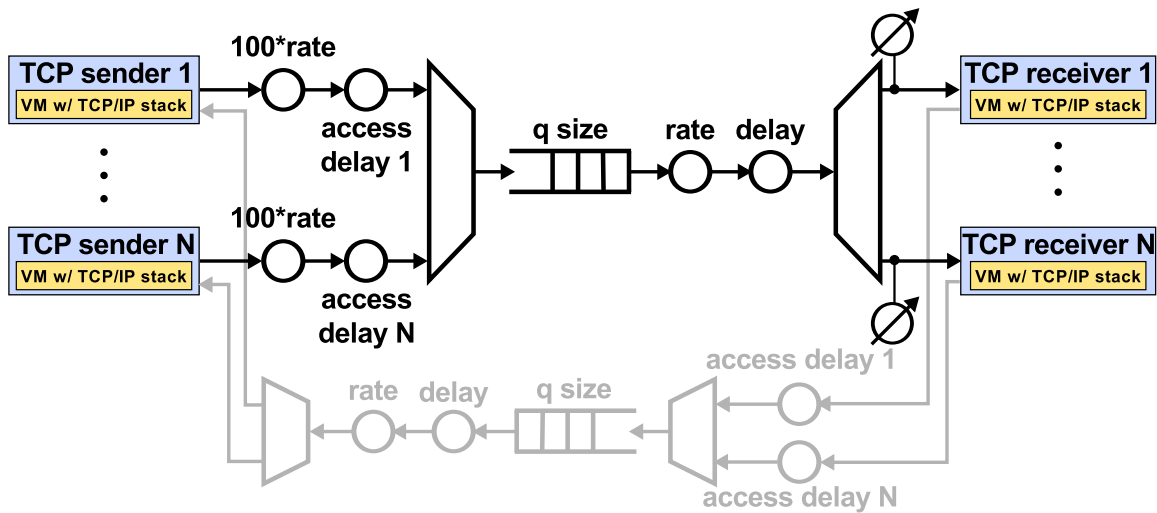 100*rate
TCP sender 1
VM w/ TCP/IP stack
access
delay 1
q size
rate
delay
TCP receiver 1
VM w/ TCP/IP stack
100*rate
TCP sender N
VM w/ TCP/IP stack
access
delay N
TCP receiver N
VM w/ TCP/IP stack
access delay 1
rate
delay
q size
access delay N